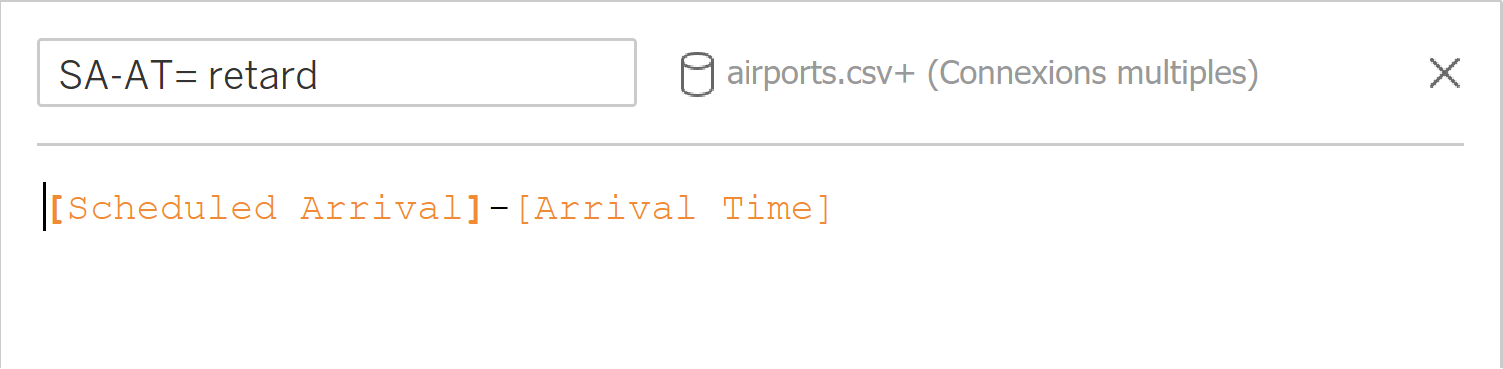 SA-AT= retard
airports.csv+ (Connexions multiples)
[Scheduled Arrival]-[Arrival Time]